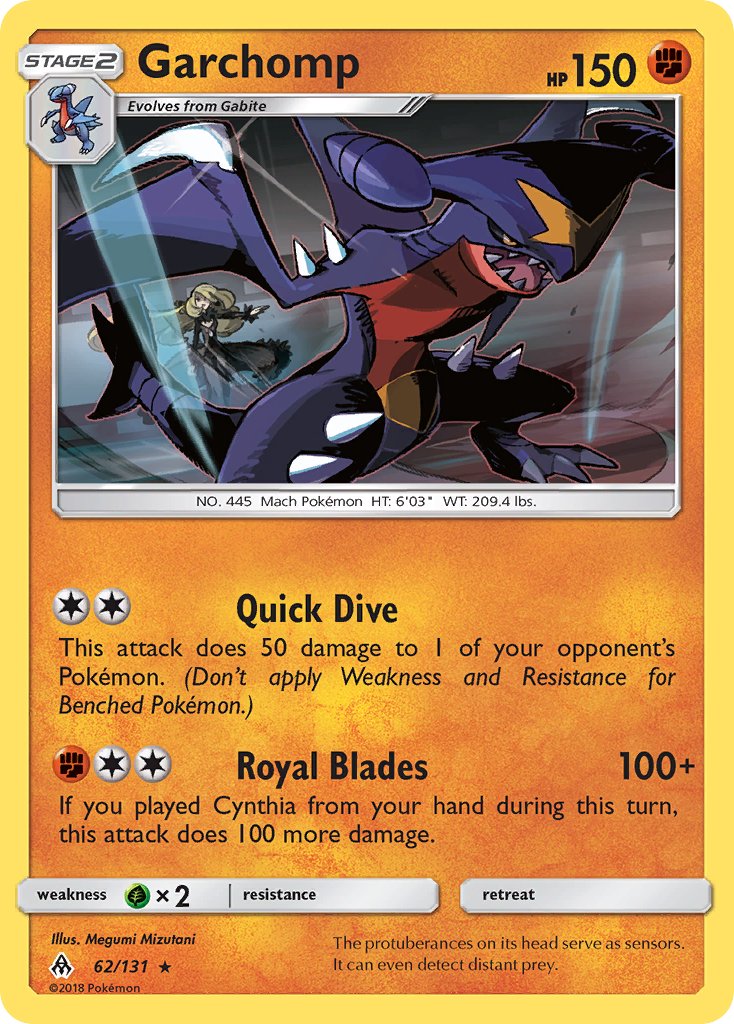 STAGE2
Garchomp
HP 150
Evolves from Gabite
NO. 445 Mach Pokémon HT: 6'03" WT: 209.4 lbs.
Quick Dive
This attack does 50 damage to 1 of your opponent's
Pokémon. (Don't apply Weakness and Resistance for
Benched Pokémon.)
Royal Blades 100+
If you played Cynthia from your hand during this turn,
this attack does 100 more damage.
weakness ×2 resistance retreat
Illus. Megumi Mizutani
62/131 ★
©2018 Pokémon
The protuberances on its head serve as sensors.
It can even detect distant prey.